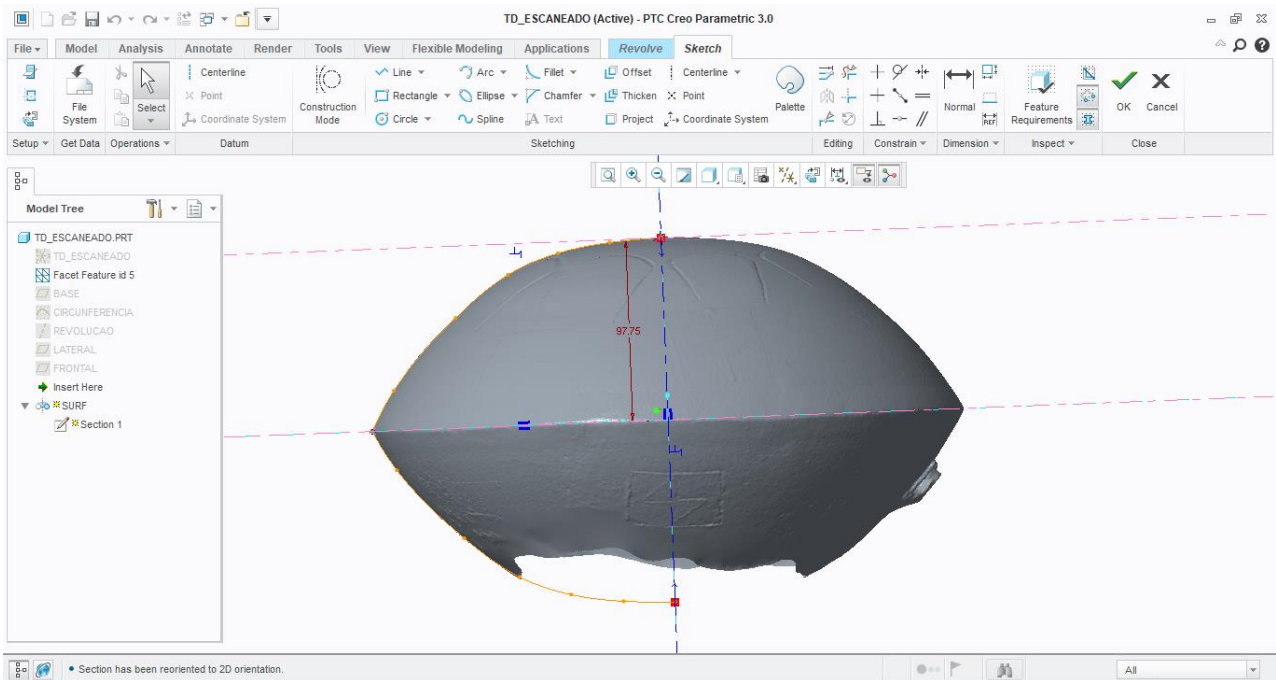 TD_ESCANEADO (Active) - PTC Creo Parametric 3.0
File Model Analysis Annotate Render Tools View Flexible Modeling Applications Revolve Sketch
Centerline Line Arc Fillet Offset Centerline
Point Rectangle Ellipse Chamfer Thicken Point
Coordinate System Circle Spline Text Project Coordinate System
File System Select Construction Mode Palette Normal REF Feature Requirements OK Cancel
Setup Get Data Operations Datum Sketching Editing Constrain Dimension Inspect Close
Model Tree
TD_ESCANEADO.PRT
TD_ESCANEADO
Facet Feature id 5
BASE
CIRCUNFERENCIA
REVOLUCAO
LATERAL
FRONTAL
Insert Here
SURF
Section 1
97.75
Section has been reoriented to 2D orientation.
All